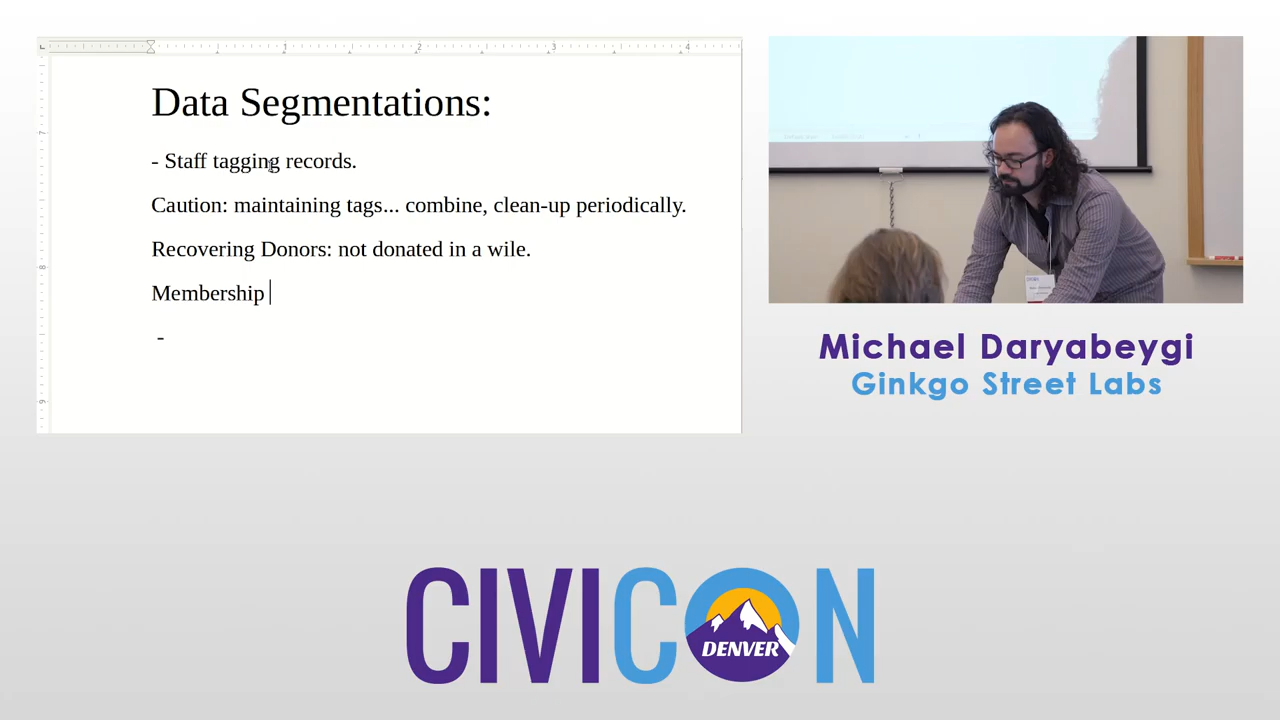 Data Segmentations:
- Staff tagging records.
Caution: maintaining tags... combine, clean-up periodically.
Recovering Donors: not donated in a wile.
Membership
-
Michael Daryabeygi
Ginkgo Street Labs
CIVICON
DENVER